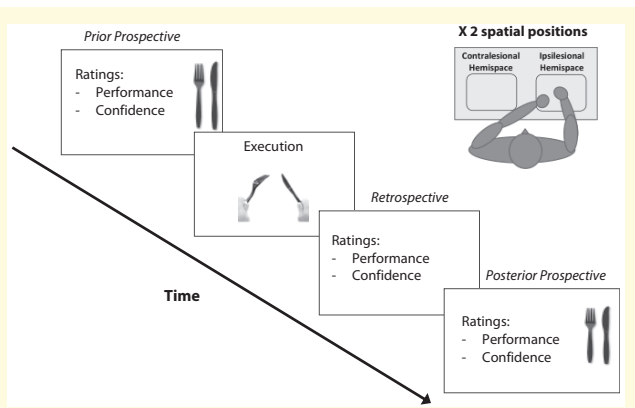 X 2 spatial positions
Contralesional
Hemispace
Ipsilesional
Hemispace
Prior Prospective
Ratings:
- Performance
- Confidence
Execution
Retrospective
Ratings:
- Performance
- Confidence
Posterior Prospective
Ratings:
- Performance
- Confidence
Time